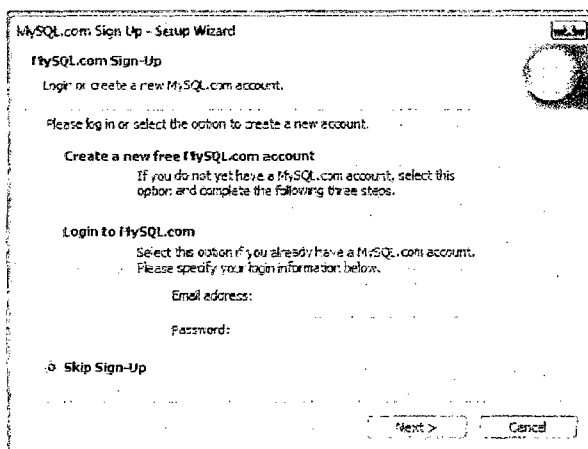 MySQL.com Sign Up - Setup Wizard
MySQL.com Sign-Up
Login or create a new MySQL.com account.
Please log in or select the option to create a new account.
Create a new free MySQL.com account
If you do not yet have a MySQL.com account, select this
option and complete the following three steps.
Login to MySQL.com
Select this option if you already have a MySQL.com account.
Please specify your login information below.
Email address:
Password:
Skip Sign-Up
Next >
Cancel